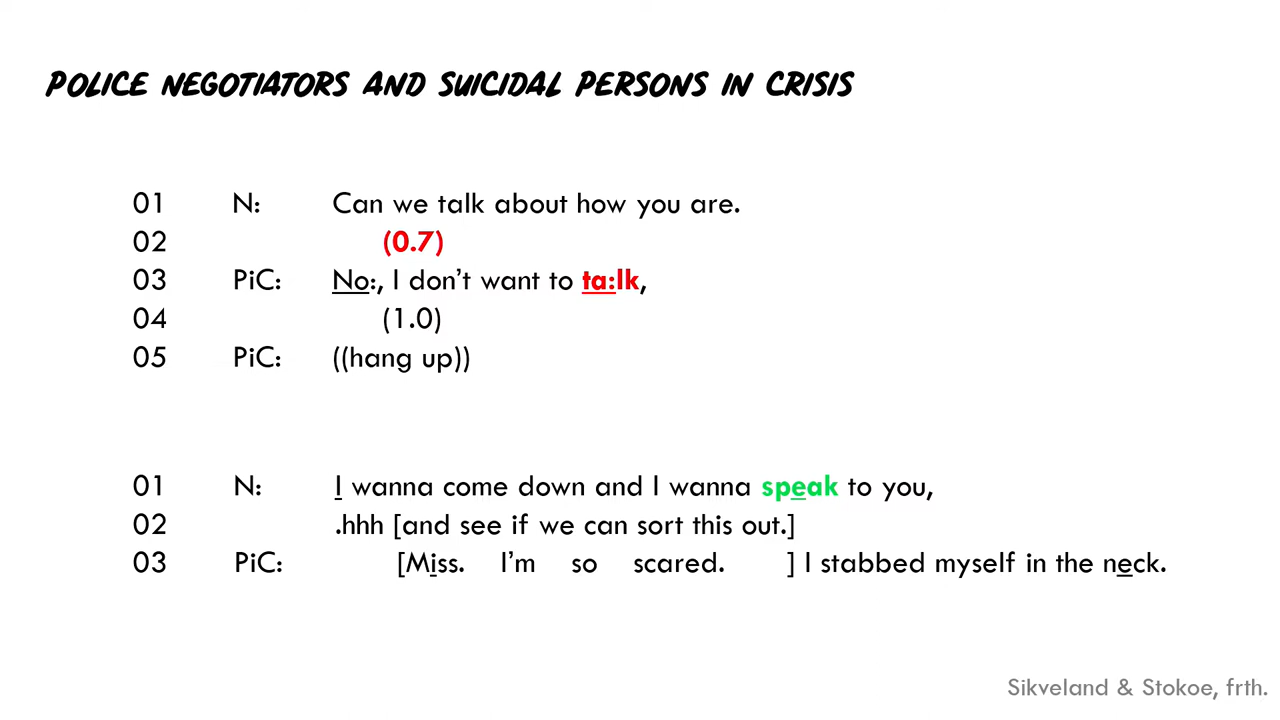 POLICE NEGOTIATORS AND SUICIDAL PERSONS IN CRISIS
01 N: Can we talk about how you are.
02 (0.7)
03 PiC: No:, I don't want to ta:lk,
04 (1.0)
05 PiC: ((hang up))
01 N: I wanna come down and I wanna speak to you,
02 .hhh [and see if we can sort this out.]
03 PiC: [Miss. I'm so scared. ] I stabbed myself in the neck.
Sikveland & Stokoe, frth.